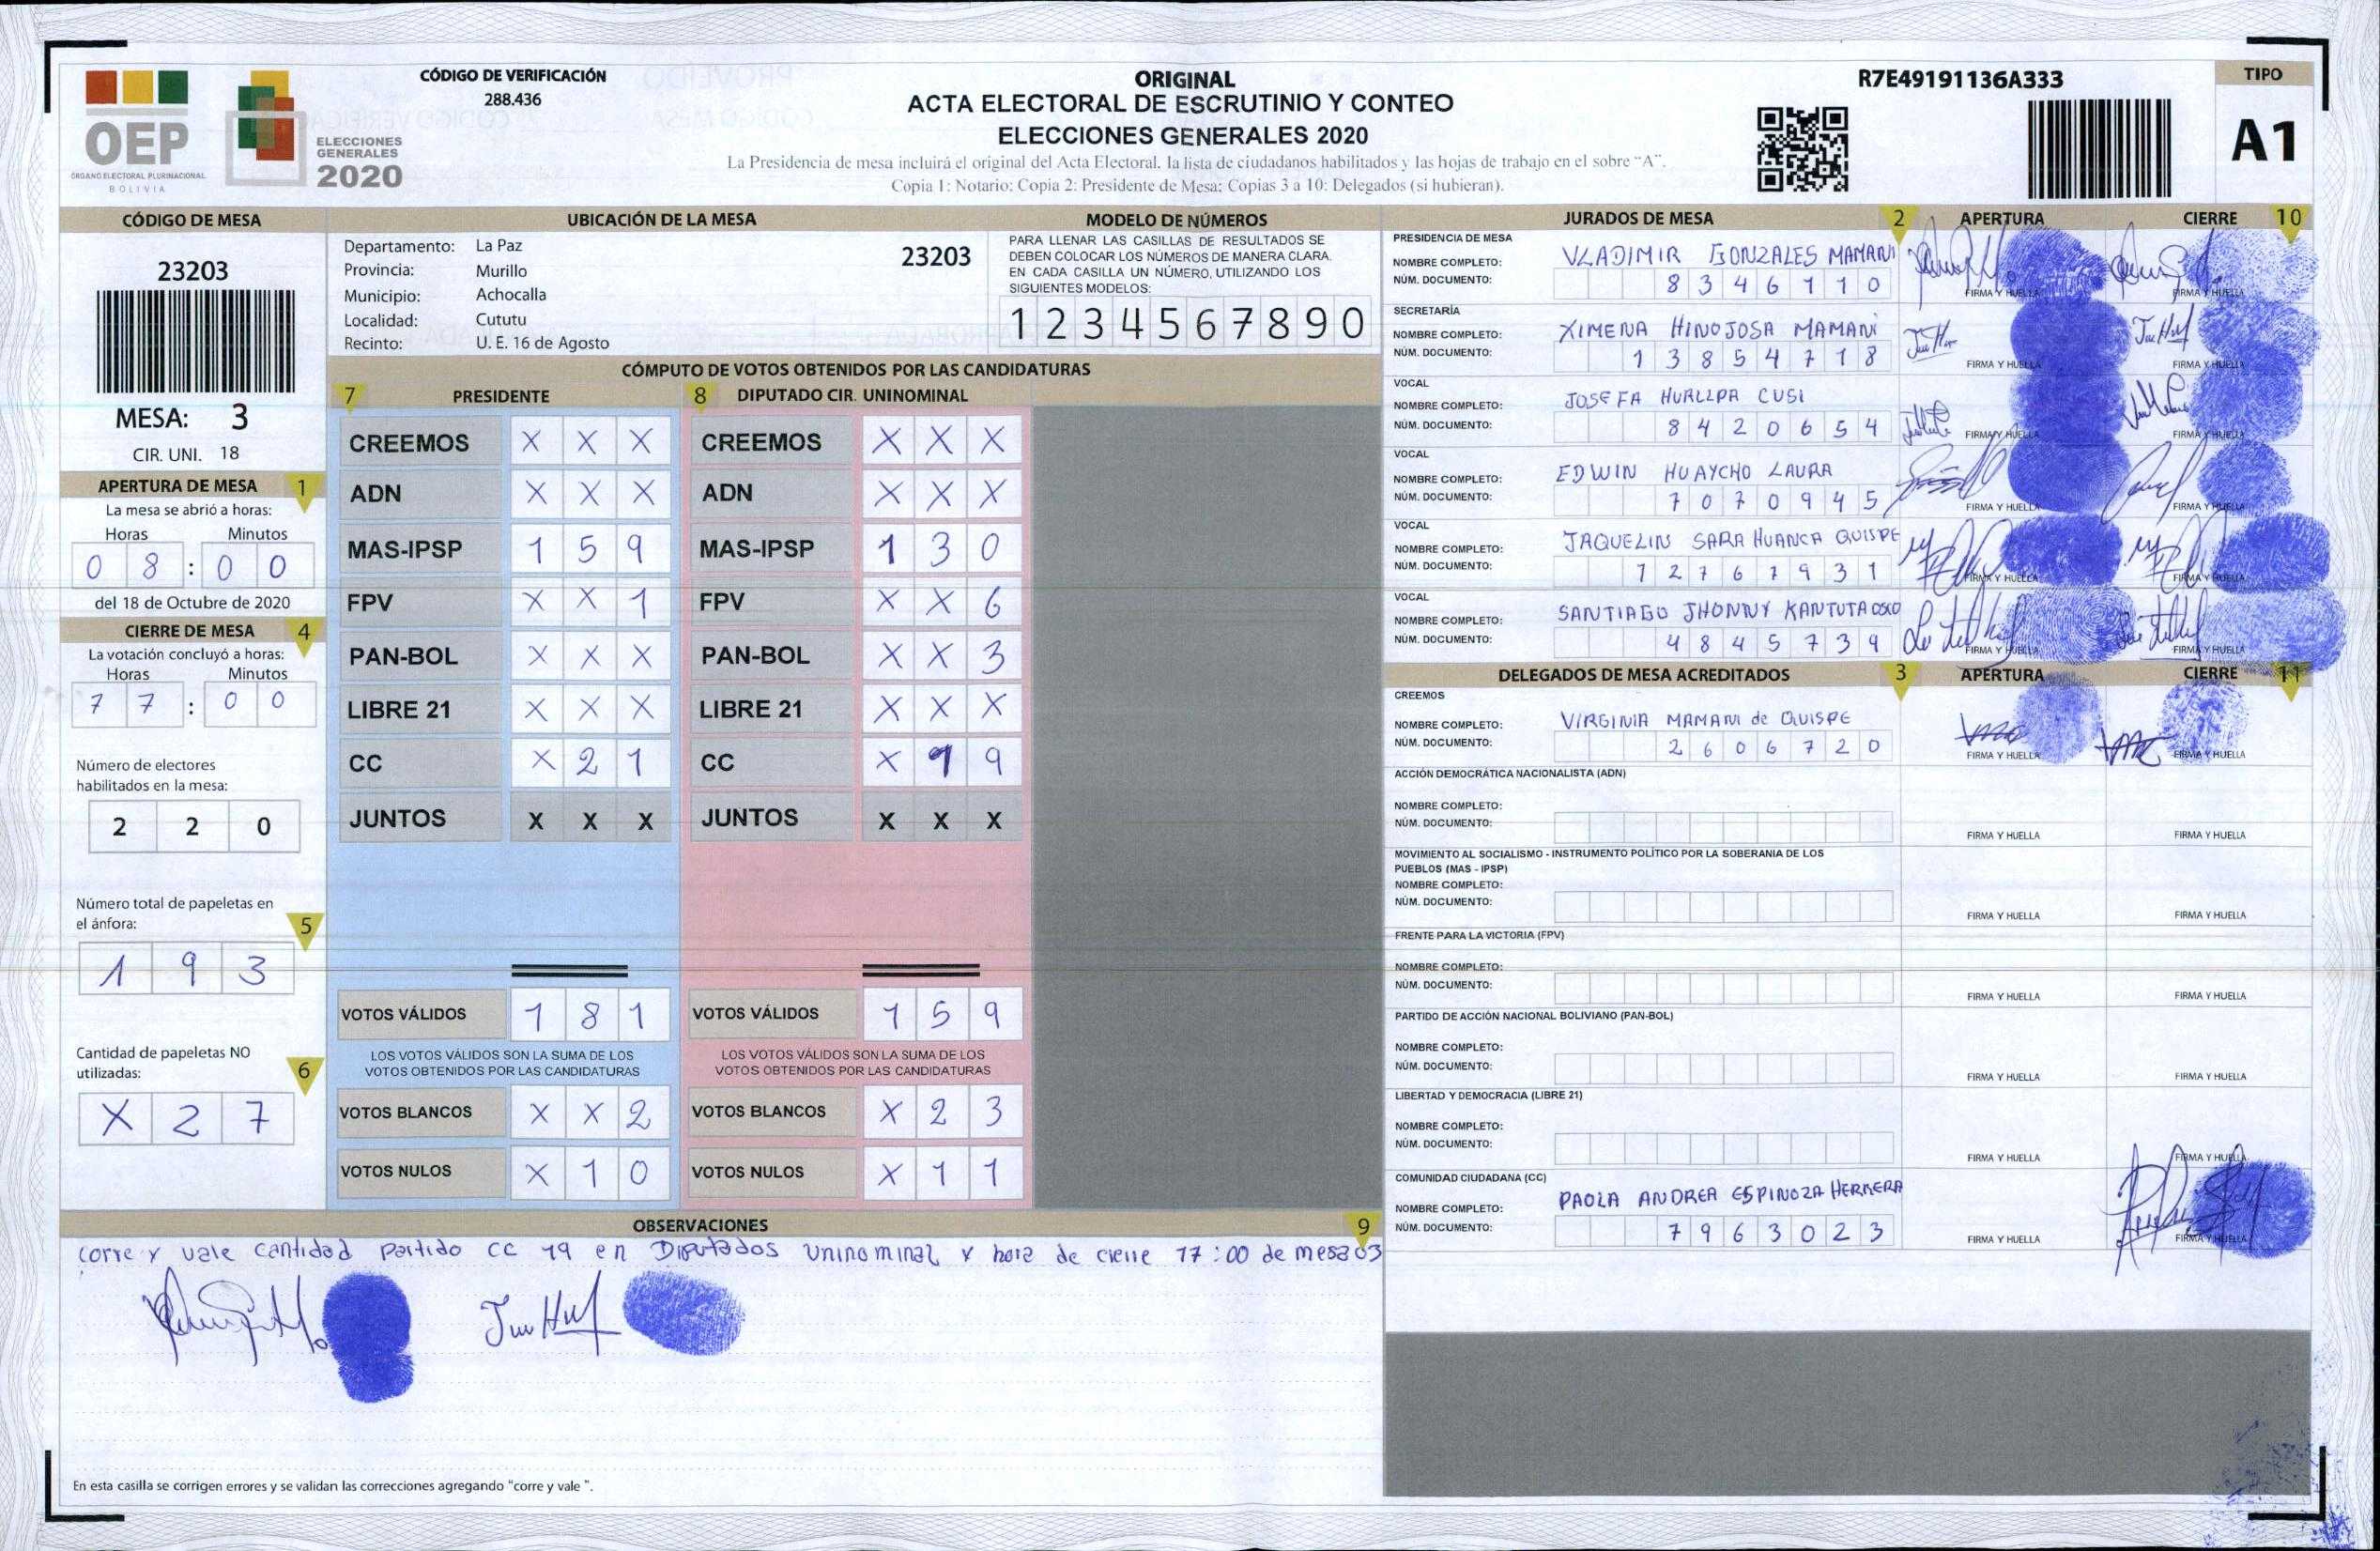 CÓDIGO DE VERIFICACIÓN
288.436
OEP
ÓRGANO ELECTORAL PLURINACIONAL
BOLIVIA
ELECCIONES
GENERALES
2020
ORIGINAL
ACTA ELECTORAL DE ESCRUTINIO Y CONTEO
ELECCIONES GENERALES 2020
La Presidencia de mesa incluirá el original del Acta Electoral. la lista de ciudadanos habilitados y las hojas de trabajo en el sobre "A".
Copia 1: Notario: Copia 2: Presidente de Mesa: Copias 3 a 10: Delegados (si hubieran).
R7E49191136A333
TIPO
A1
CÓDIGO DE MESA
23203
MESA: 3
CIR. UNI. 18
APERTURA DE MESA 1
La mesa se abrió a horas:
Horas Minutos
0 8 : 0 0
del 18 de Octubre de 2020
CIERRE DE MESA 4
La votación concluyó a horas:
Horas Minutos
7 7 : 0 0
Número de electores
habilitados en la mesa:
2 2 0
Número total de papeletas en
el ánfora: 5
1 9 3
Cantidad de papeletas NO
utilizadas: 6
X 2 7
UBICACIÓN DE LA MESA
Departamento: La Paz
Provincia: Murillo
Municipio: Achocalla
Localidad: Cututu
Recinto: U. E. 16 de Agosto
23203
MODELO DE NÚMEROS
PARA LLENAR LAS CASILLAS DE RESULTADOS SE
DEBEN COLOCAR LOS NÚMEROS DE MANERA CLARA.
EN CADA CASILLA UN NÚMERO, UTILIZANDO LOS
SIGUIENTES MODELOS:
1 2 3 4 5 6 7 8 9 0
CÓMPUTO DE VOTOS OBTENIDOS POR LAS CANDIDATURAS
7 PRESIDENTE
CREEMOS X X X
ADN X X X
MAS-IPSP 1 5 9
FPV X X 1
PAN-BOL X X X
LIBRE 21 X X X
CC X 2 1
JUNTOS X X X
VOTOS VÁLIDOS 1 8 1
LOS VOTOS VÁLIDOS SON LA SUMA DE LOS
VOTOS OBTENIDOS POR LAS CANDIDATURAS
VOTOS BLANCOS X X 2
VOTOS NULOS X 1 0
8 DIPUTADO CIR. UNINOMINAL
CREEMOS X X X
ADN X X X
MAS-IPSP 1 3 0
FPV X X 6
PAN-BOL X X 3
LIBRE 21 X X X
CC X 9
JUNTOS X X X
VOTOS VÁLIDOS 1 5 9
LOS VOTOS VÁLIDOS SON LA SUMA DE LOS
VOTOS OBTENIDOS POR LAS CANDIDATURAS
VOTOS BLANCOS X 2 3
VOTOS NULOS X 1 1
OBSERVACIONES 9
corre y vale cantidad partido cc 19 en Diputados Uninominal y hora de cierre 17:00 de mesa 03
En esta casilla se corrigen errores y se validan las correcciones agregando "corre y vale ".
JURADOS DE MESA 2 APERTURA CIERRE 10
PRESIDENCIA DE MESA
NOMBRE COMPLETO: VLADIMIR GONZALES MAMANI
NÚM. DOCUMENTO: 8 3 4 6 1 1 0
FIRMA Y HUELLA FIRMA Y HUELLA
SECRETARÍA
NOMBRE COMPLETO: XIMENA HINOJOSA MAMANI
NÚM. DOCUMENTO: 1 3 8 5 4 7 1 8
FIRMA Y HUELLA FIRMA Y HUELLA
VOCAL
NOMBRE COMPLETO: JOSEFA HUALLPA CUSI
NÚM. DOCUMENTO: 8 4 2 0 6 5 4
FIRMA Y HUELLA FIRMA Y HUELLA
VOCAL
NOMBRE COMPLETO: EDWIN HUAYCHO LAURA
NÚM. DOCUMENTO: 7 0 7 0 9 4 5
FIRMA Y HUELLA FIRMA Y HUELLA
VOCAL
NOMBRE COMPLETO: JAQUELIN SARA HUANCA QUISPE
NÚM. DOCUMENTO: 1 2 7 6 7 9 3 1
FIRMA Y HUELLA FIRMA Y HUELLA
VOCAL
NOMBRE COMPLETO: SANTIAGO JHONNY KANTUTA
NÚM. DOCUMENTO: 4 8 4 5 7 3 9
FIRMA Y HUELLA FIRMA Y HUELLA
DELEGADOS DE MESA ACREDITADOS 3 APERTURA CIERRE 11
CREEMOS
NOMBRE COMPLETO: VIRGINIA MAMANI de QUISPE
NÚM. DOCUMENTO: 2 6 0 6 7 2 0
FIRMA Y HUELLA FIRMA Y HUELLA
ACCIÓN DEMOCRÁTICA NACIONALISTA (ADN)
NOMBRE COMPLETO:
NÚM. DOCUMENTO:
FIRMA Y HUELLA FIRMA Y HUELLA
MOVIMIENTO AL SOCIALISMO - INSTRUMENTO POLÍTICO POR LA SOBERANIA DE LOS
PUEBLOS (MAS - IPSP)
NOMBRE COMPLETO:
NÚM. DOCUMENTO:
FIRMA Y HUELLA FIRMA Y HUELLA
FRENTE PARA LA VICTORIA (FPV)
NOMBRE COMPLETO:
NÚM. DOCUMENTO:
FIRMA Y HUELLA FIRMA Y HUELLA
PARTIDO DE ACCIÓN NACIONAL BOLIVIANO (PAN-BOL)
NOMBRE COMPLETO:
NÚM. DOCUMENTO:
FIRMA Y HUELLA FIRMA Y HUELLA
LIBERTAD Y DEMOCRACIA (LIBRE 21)
NOMBRE COMPLETO:
NÚM. DOCUMENTO:
FIRMA Y HUELLA FIRMA Y HUELLA
COMUNIDAD CIUDADANA (CC)
NOMBRE COMPLETO: PAOLA ANDREA ESPINOZA HERRERA
NÚM. DOCUMENTO: 7 9 6 3 0 2 3
FIRMA Y HUELLA FIRMA Y HUELLA